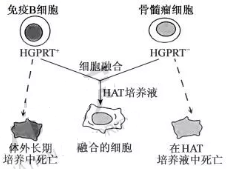 免疫B细胞 骨髓瘤细胞
HGPRT⁺ HGPRT⁻
细胞融合
HAT培养液
体外长期 融合的细胞 在HAT
培养中死亡 培养液中死亡